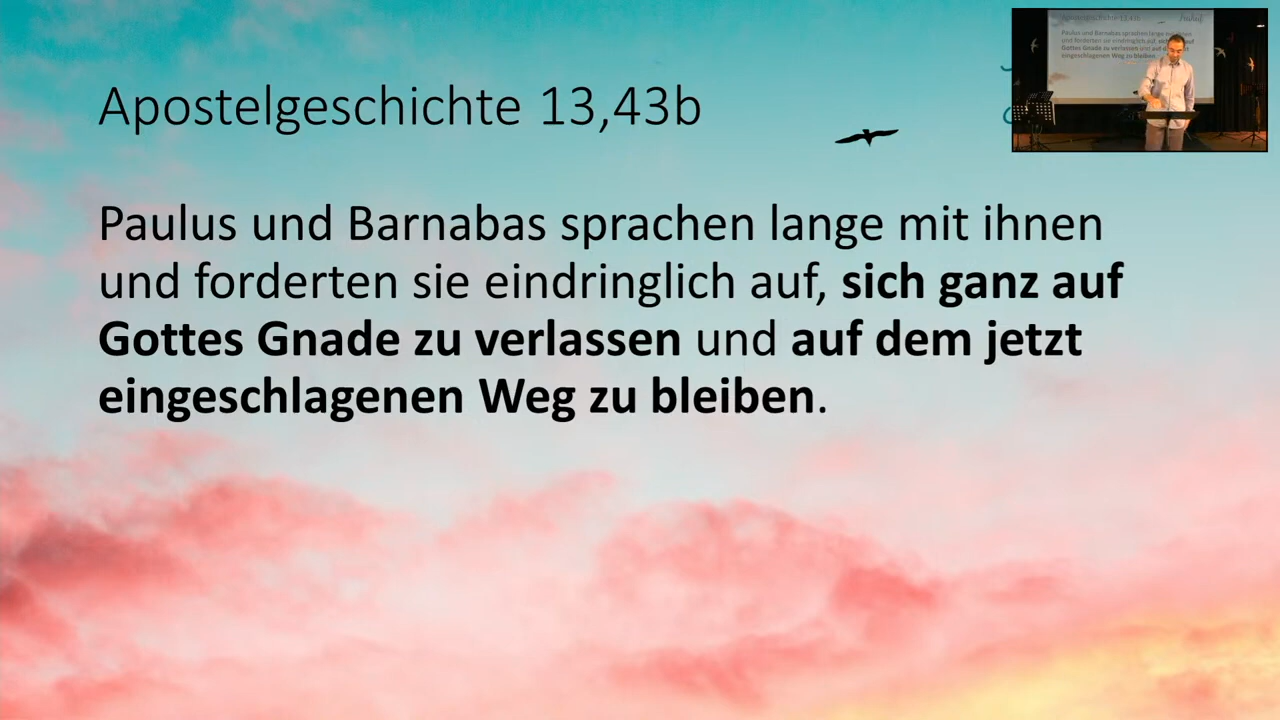 Apostelgeschichte 13,43b
Paulus und Barnabas sprachen lange mit ihnen
und forderten sie eindringlich auf, sich ganz auf
Gottes Gnade zu verlassen und auf dem jetzt
eingeschlagenen Weg zu bleiben.